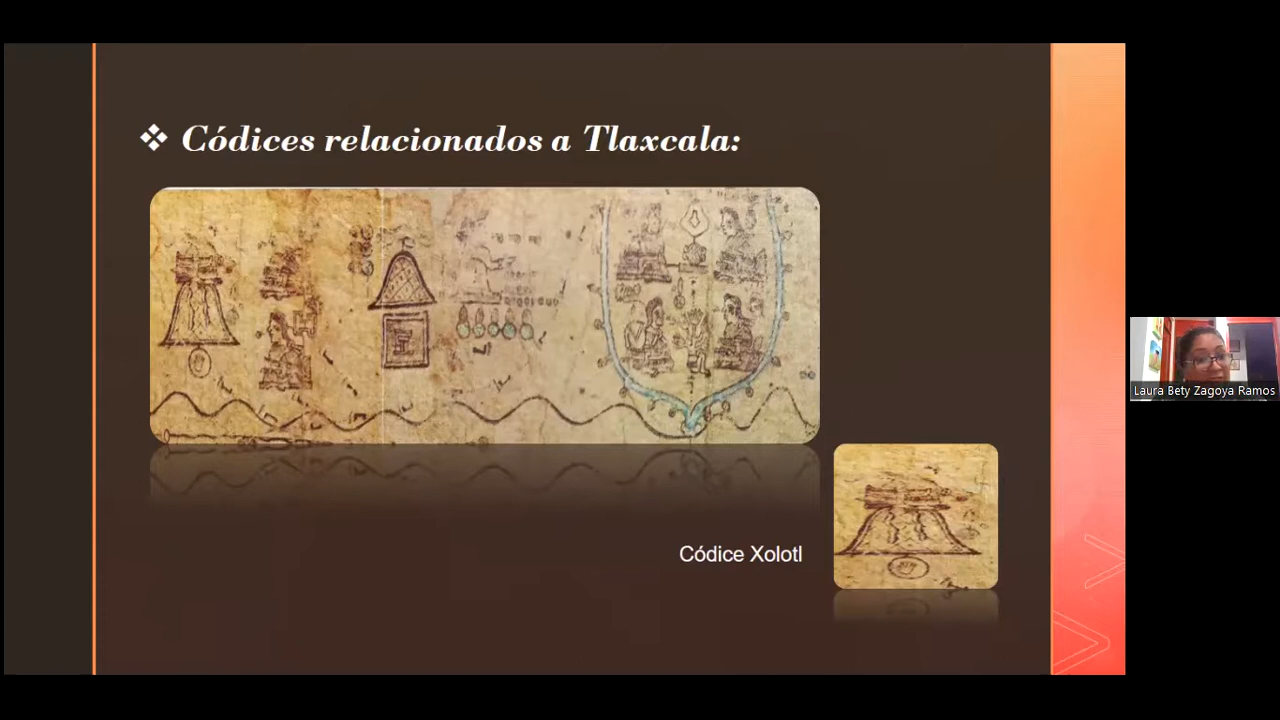 Códices relacionados a Tlaxcala:
Laura Bety Zagoya Ramos
Códice Xolotl